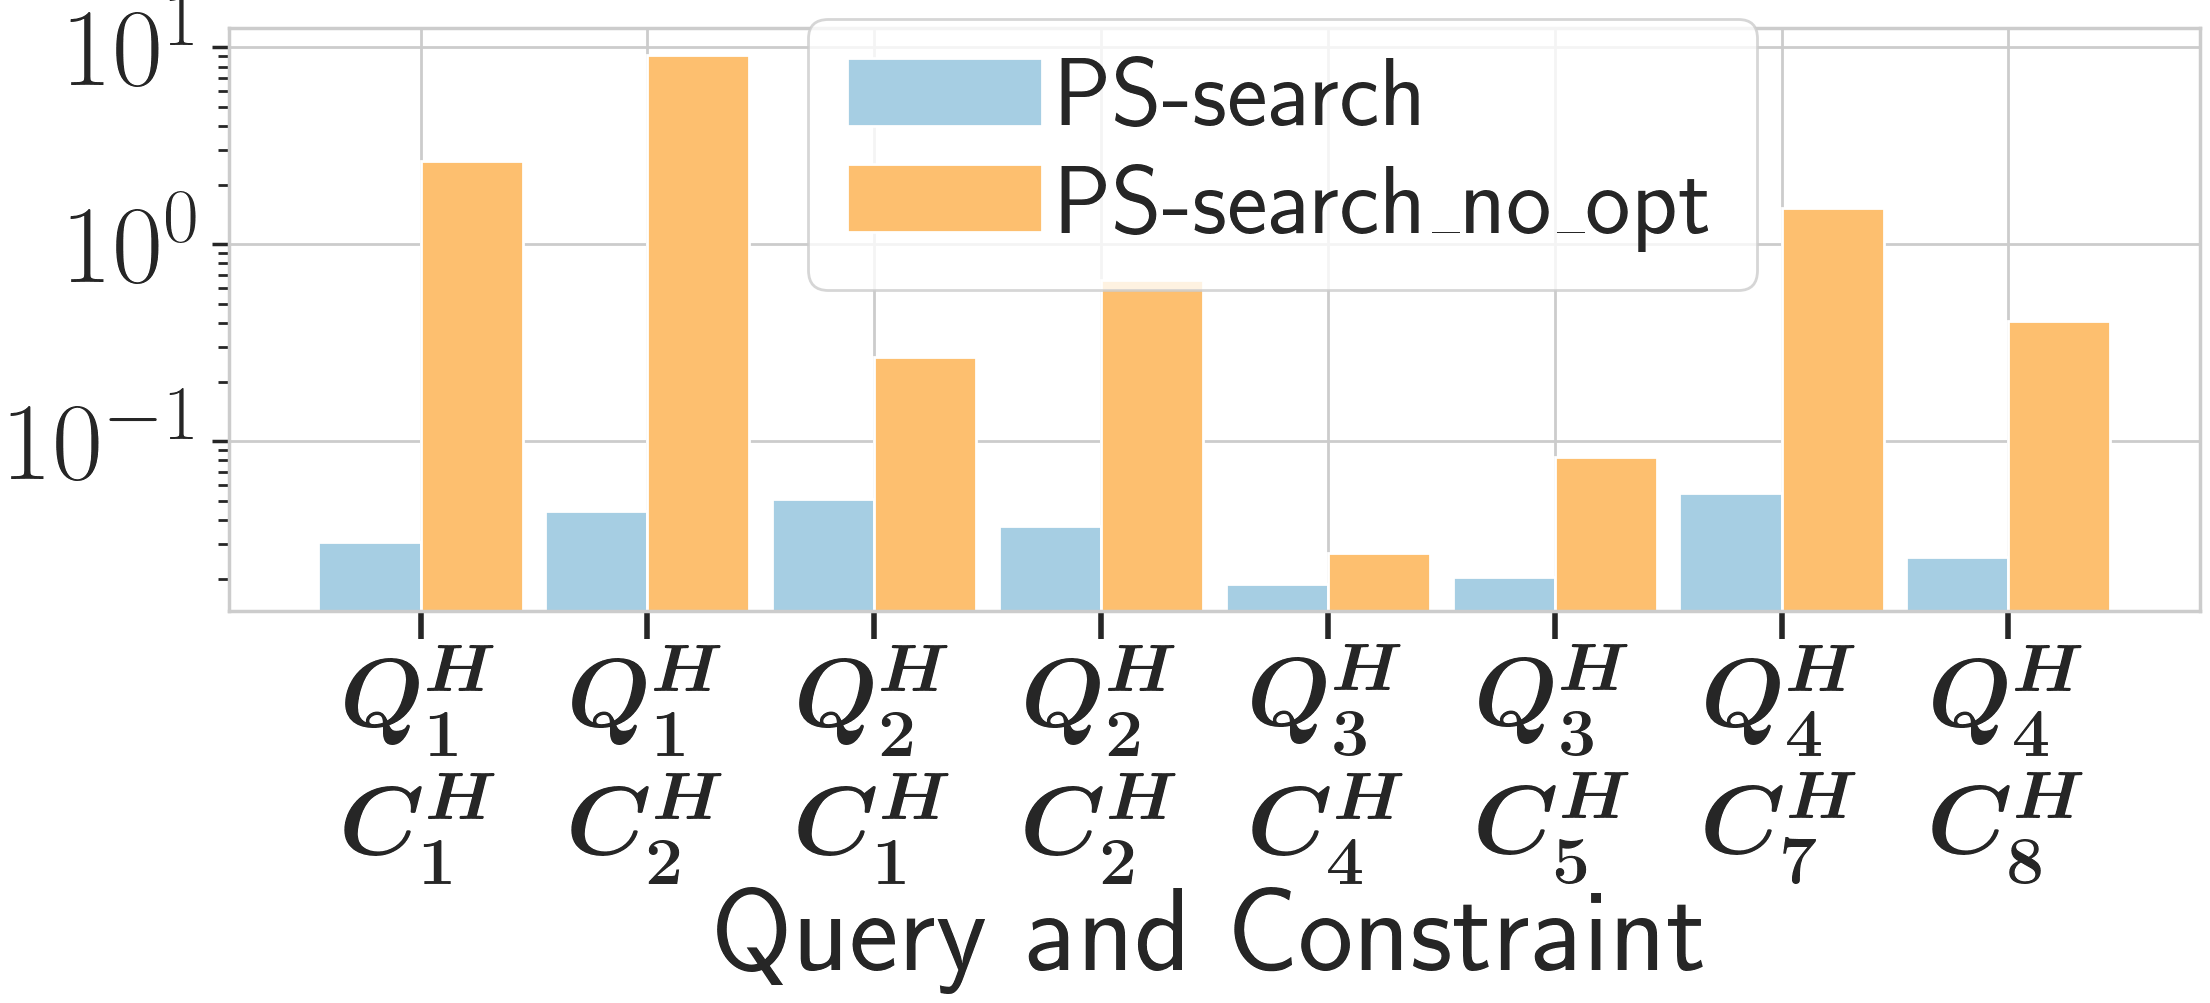 10^1
10^0
10^{-1}
PS-search
PS-search_no_opt
Q_1^H Q_1^H Q_2^H Q_2^H Q_3^H Q_3^H Q_4^H Q_4^H
C_1^H C_2^H C_1^H C_2^H C_4^H C_5^H C_7^H C_8^H
Query and Constraint